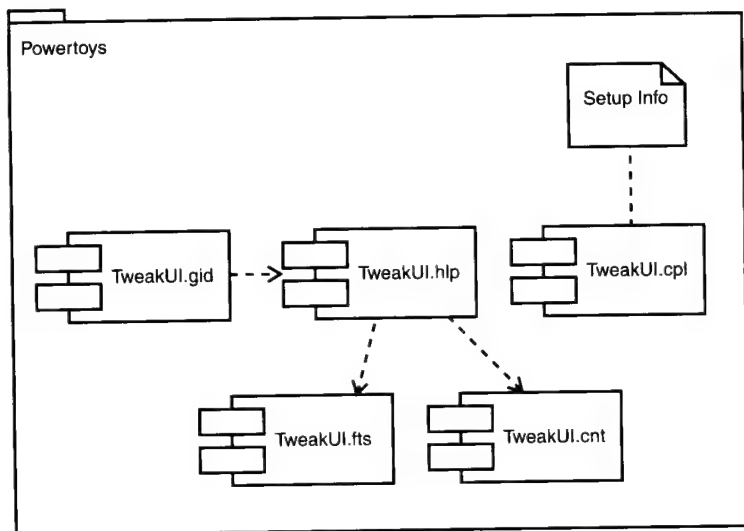 Powertoys
Setup Info
TweakUI.gid
TweakUI.hlp
TweakUI.cpl
TweakUI.fts
TweakUI.cnt